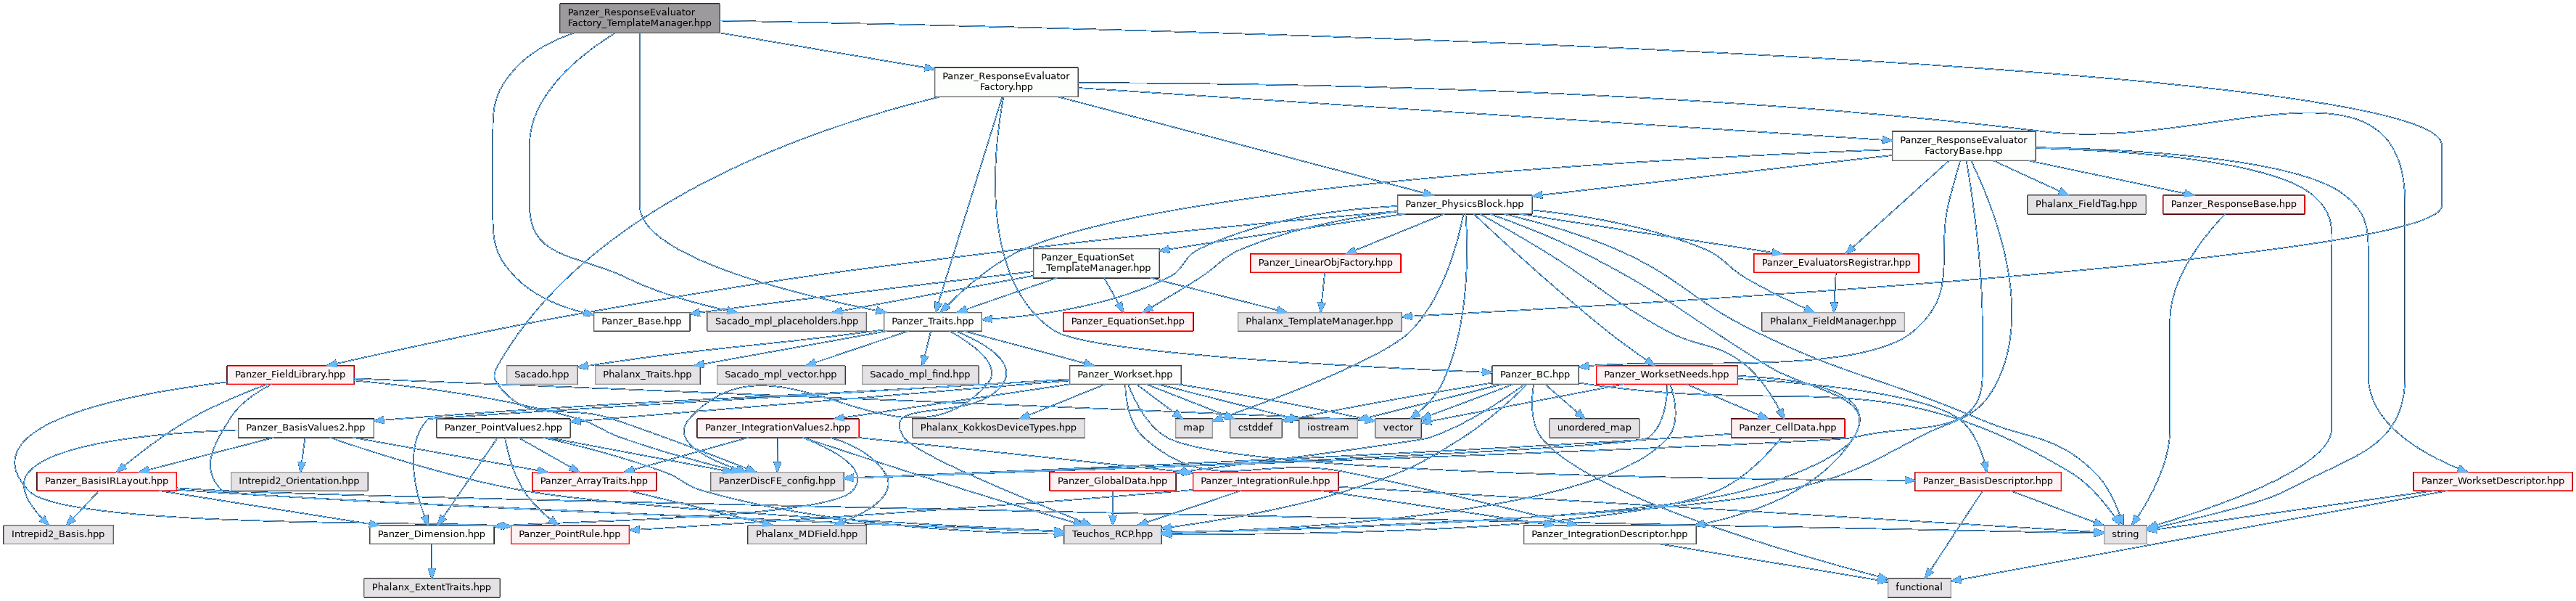 Panzer_ResponseEvaluator
Factory_TemplateManager.hpp
Panzer_ResponseEvaluator
Factory.hpp
Panzer_ResponseEvaluator
FactoryBase.hpp
Panzer_PhysicsBlock.hpp
Phalanx_FieldTag.hpp
Panzer_ResponseBase.hpp
Panzer_EquationSet
_TemplateManager.hpp
Panzer_LinearObjFactory.hpp
Panzer_EvaluatorsRegistrar.hpp
Panzer_Base.hpp
Sacado_mpl_placeholders.hpp
Panzer_Traits.hpp
Panzer_EquationSet.hpp
Phalanx_TemplateManager.hpp
Phalanx_FieldManager.hpp
Panzer_FieldLibrary.hpp
Sacado.hpp
Phalanx_Traits.hpp
Sacado_mpl_vector.hpp
Sacado_mpl_find.hpp
Panzer_Workset.hpp
Panzer_BC.hpp
Panzer_WorksetNeeds.hpp
Panzer_BasisValues2.hpp
Panzer_PointValues2.hpp
Panzer_IntegrationValues2.hpp
Phalanx_KokkosDeviceTypes.hpp
map
cstddef
iostream
vector
unordered_map
Panzer_CellData.hpp
Panzer_BasisIRLayout.hpp
Intrepid2_Orientation.hpp
Panzer_ArrayTraits.hpp
PanzerDiscFE_config.hpp
Panzer_GlobalData.hpp
Panzer_IntegrationRule.hpp
Panzer_BasisDescriptor.hpp
Panzer_WorksetDescriptor.hpp
Intrepid2_Basis.hpp
Panzer_Dimension.hpp
Panzer_PointRule.hpp
Phalanx_MDField.hpp
Teuchos_RCP.hpp
Panzer_IntegrationDescriptor.hpp
string
Phalanx_ExtentTraits.hpp
functional